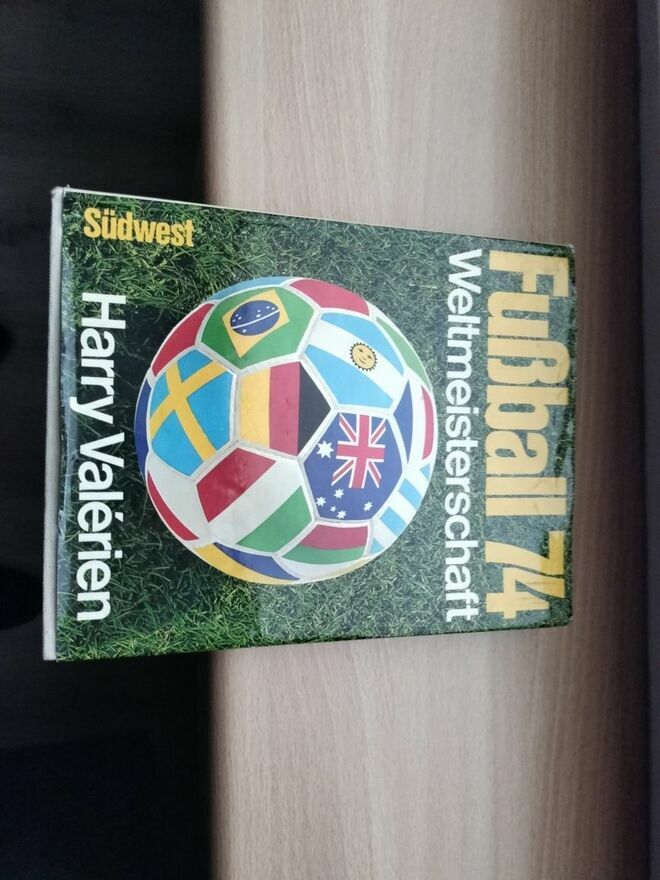 Fußball 74
Weltmeisterschaft
Harry Valérien
Südwest